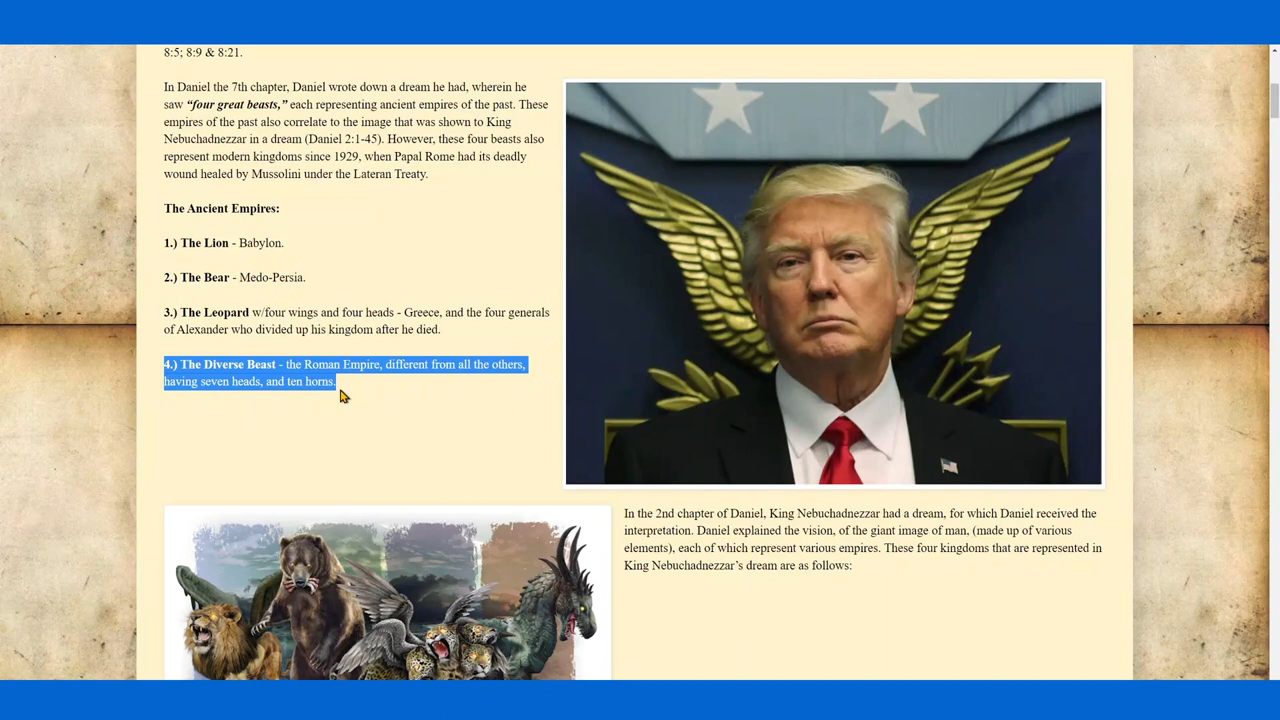 8:5; 8:9 & 8:21.
In Daniel the 7th chapter, Daniel wrote down a dream he had, wherein he
saw “four great beasts,” each representing ancient empires of the past. These
empires of the past also correlate to the image that was shown to King
Nebuchadnezzar in a dream (Daniel 2:1-45). However, these four beasts also
represent modern kingdoms since 1929, when Papal Rome had its deadly
wound healed by Mussolini under the Lateran Treaty.
The Ancient Empires:
1.) The Lion - Babylon.
2.) The Bear - Medo-Persia.
3.) The Leopard w/four wings and four heads - Greece, and the four generals
of Alexander who divided up his kingdom after he died.
4.) The Diverse Beast - the Roman Empire, different from all the others,
having seven heads, and ten horns.
In the 2nd chapter of Daniel, King Nebuchadnezzar had a dream, for which Daniel received the
interpretation. Daniel explained the vision, of the giant image of man, (made up of various
elements), each of which represent various empires. These four kingdoms that are represented in
King Nebuchadnezzar’s dream are as follows: